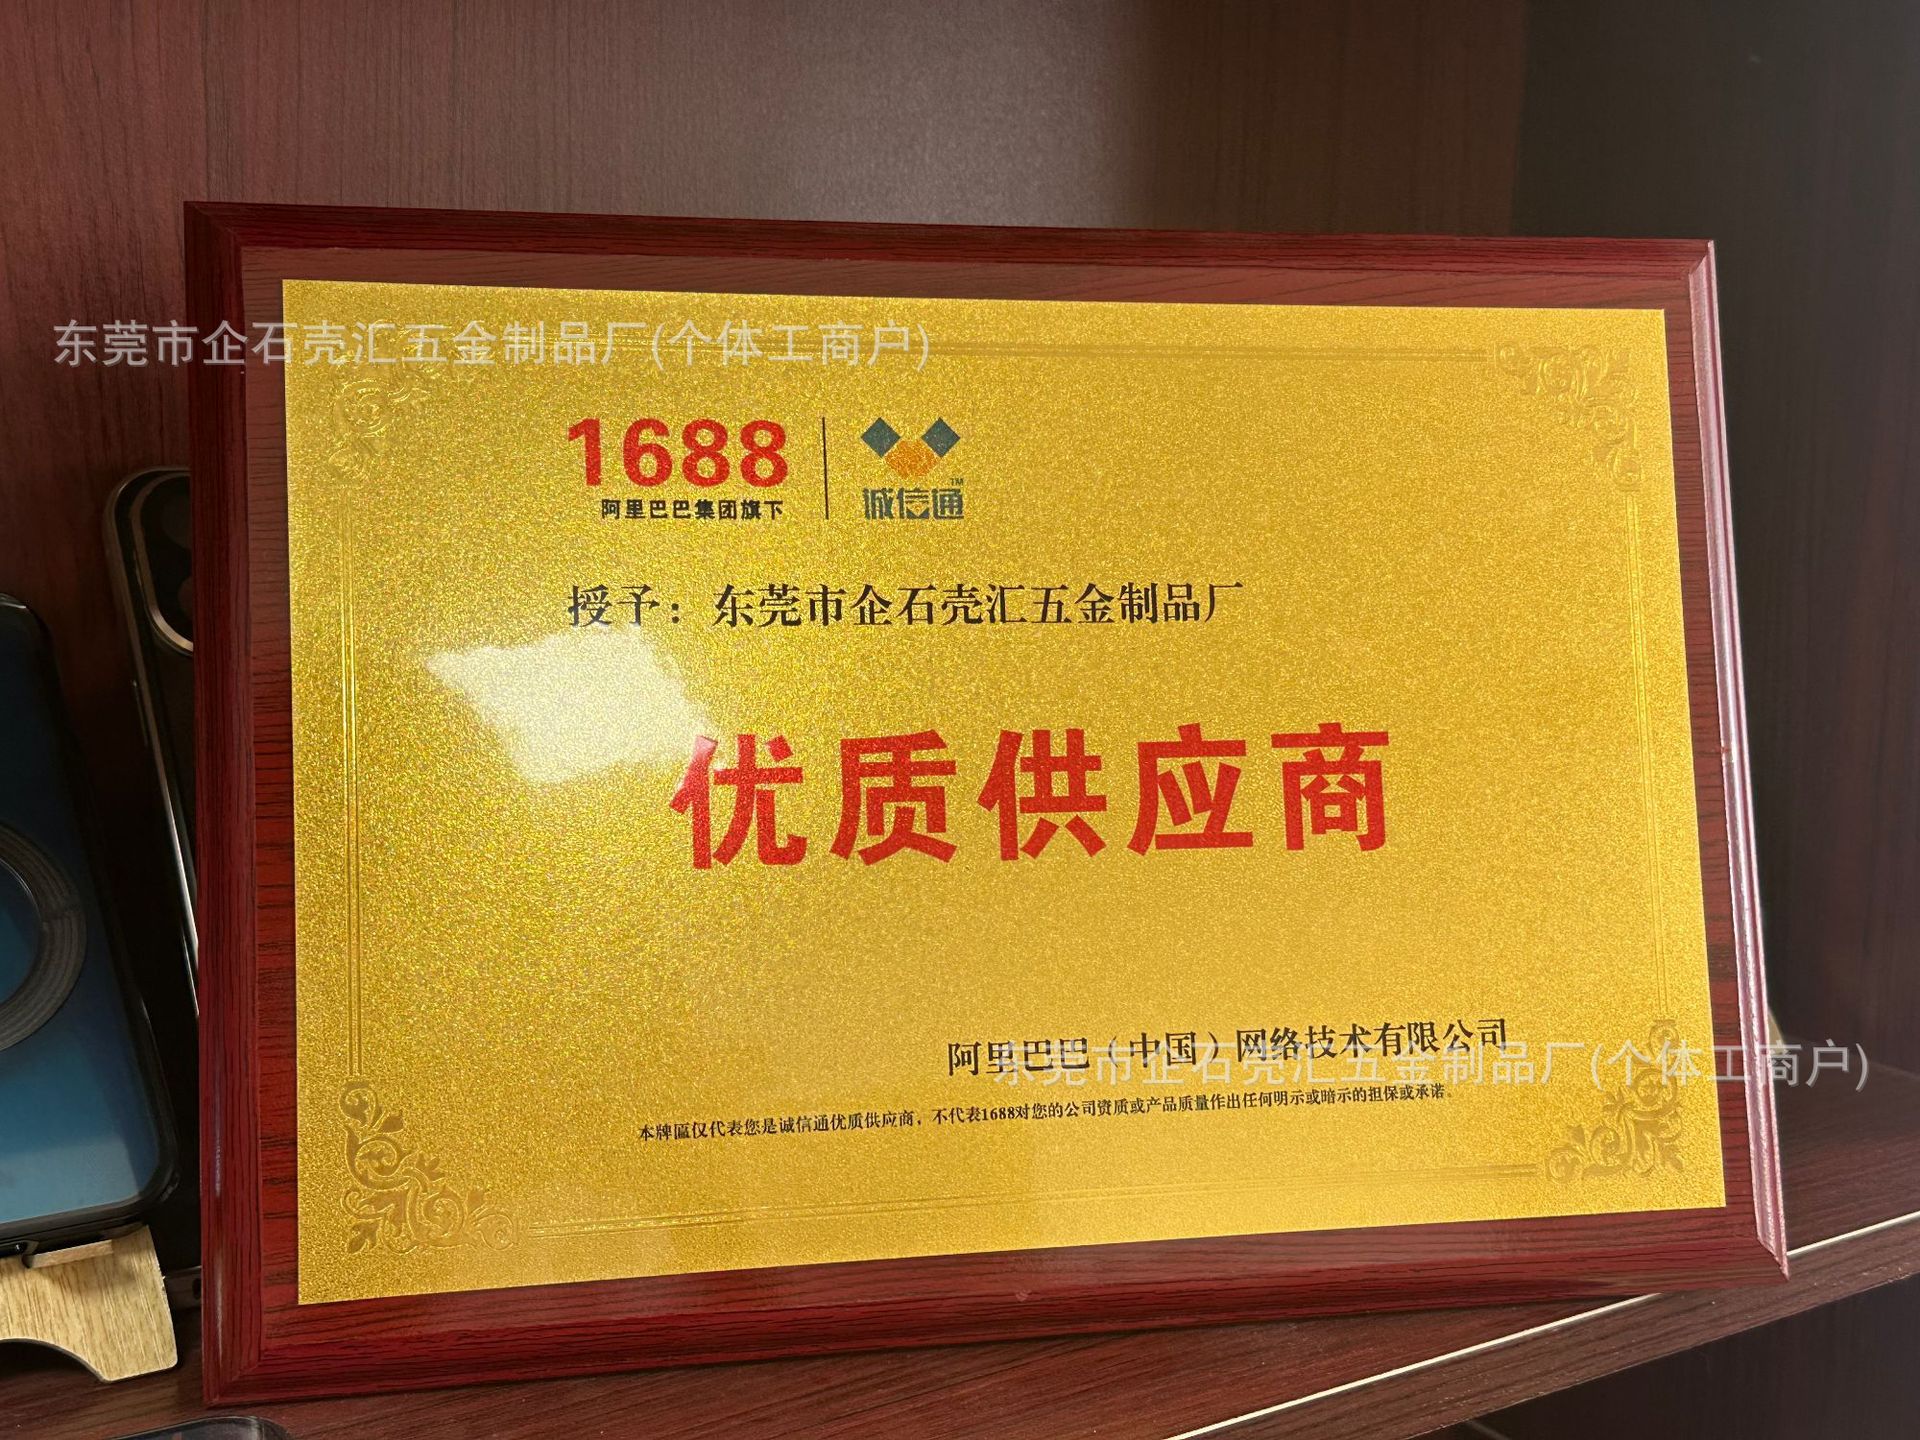 东莞市企石壳汇五金制品厂(个体工商户)
1688
阿里巴巴集团旗下
诚信通™
授予：东莞市企石壳汇五金制品厂
优质供应商
阿里巴巴（中国）网络技术有限公司
东莞市企石壳汇五金制品厂(个体工商户)
本牌匾仅代表您是诚信通优质供应商，不代表1688对您的公司资质或产品质量作出任何明示或暗示的担保或承诺。